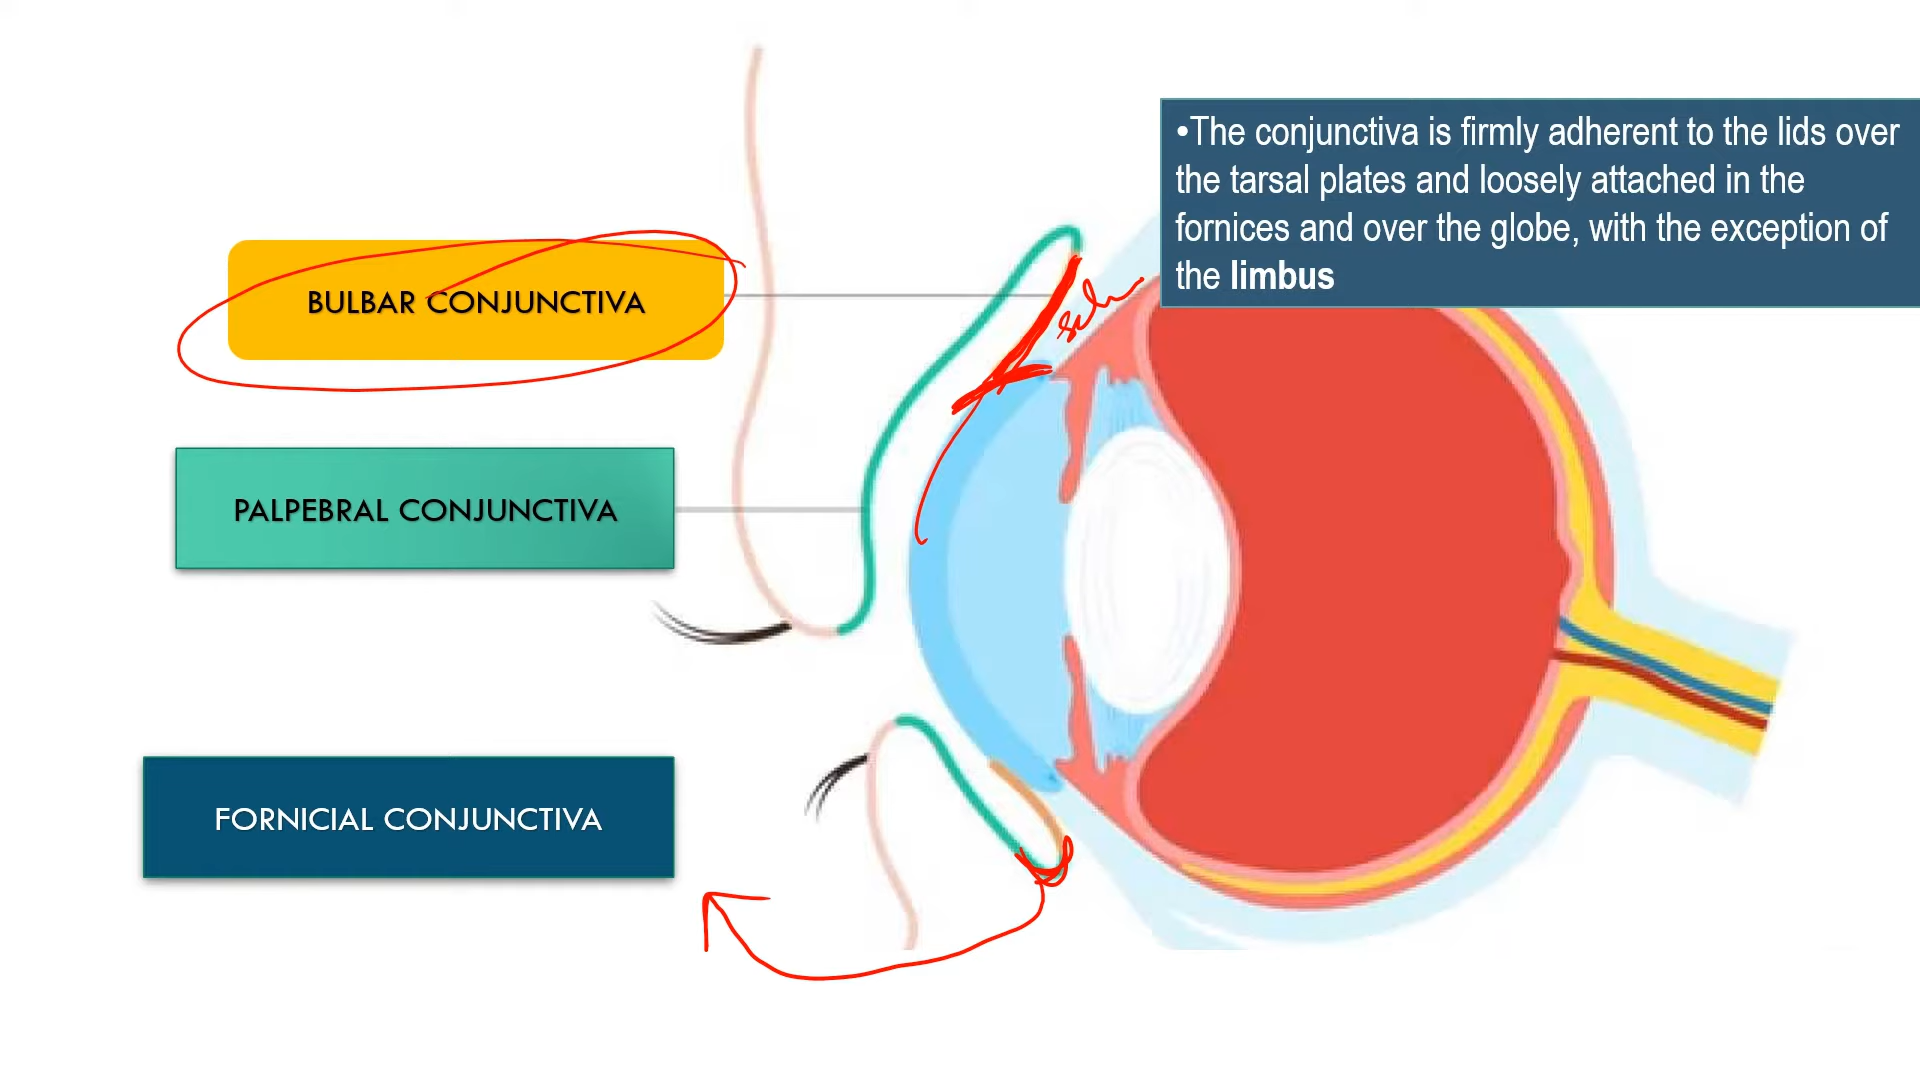 •The conjunctiva is firmly adherent to the lids over
the tarsal plates and loosely attached in the
fornices and over the globe, with the exception of
the limbus
BULBAR CONJUNCTIVA
PALPEBRAL CONJUNCTIVA
FORNICIAL CONJUNCTIVA